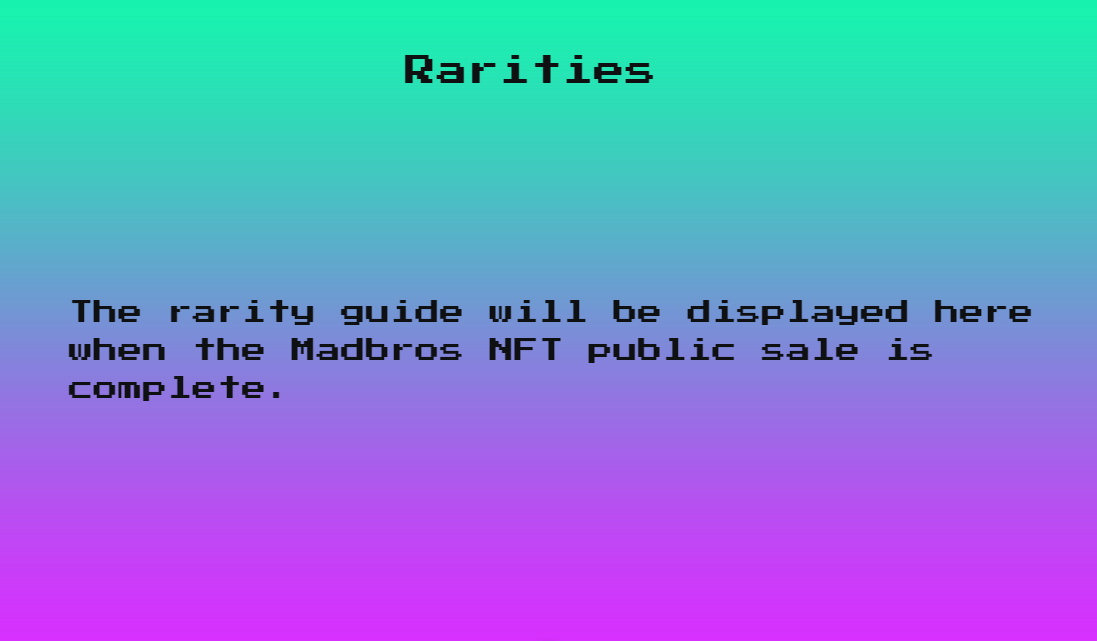 Rarities
The rarity guide will be displayed here
when the Madbros NFT public sale is
complete.